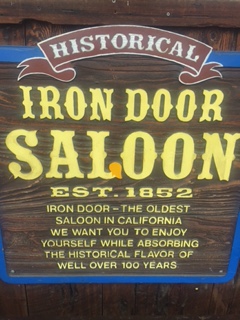 HISTORICAL
IRON DOOR
SALOON
EST. 1852
IRON DOOR - THE OLDEST
SALOON IN CALIFORNIA
WE WANT YOU TO ENJOY
YOURSELF WHILE ABSORBING
THE HISTORICAL FLAVOR OF
WELL OVER 100 YEARS